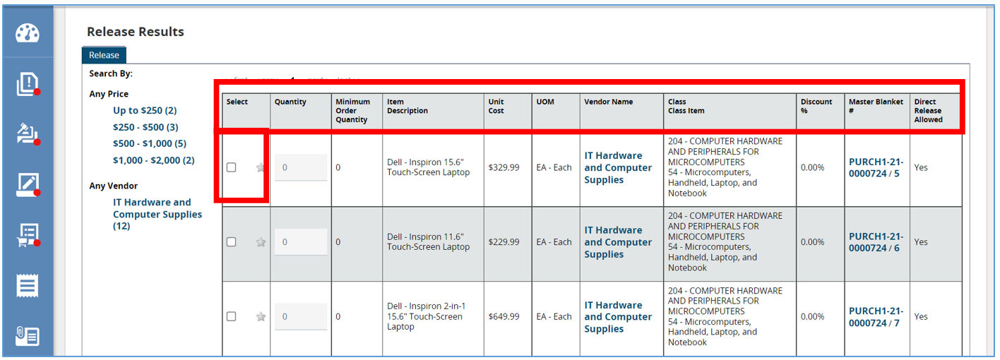 Release Results
Release
Search By:
Any Price
Up to $250 (2)
$250 - $500 (3)
$500 - $1,000 (5)
$1,000 - $2,000 (2)
Any Vendor
IT Hardware and
Computer Supplies
(12)
Select
Quantity
Minimum
Order
Quantity
Item
Description
Unit
Cost
UOM
Vendor Name
Class
Class Item
Discount
%
Master Blanket
#
Direct
Release
Allowed
0
0
Dell - Inspiron 15.6"
Touch-Screen Laptop
$329.99
EA - Each
IT Hardware
and Computer
Supplies
204 - COMPUTER HARDWARE
AND PERIPHERALS FOR
MICROCOMPUTERS
54 - Microcomputers,
Handheld, Laptop, and
Notebook
0.00%
PURCH1-21-
0000724 / 5
Yes
0
0
Dell - Inspiron 11.6"
Touch-Screen Laptop
$229.99
EA - Each
IT Hardware
and Computer
Supplies
204 - COMPUTER HARDWARE
AND PERIPHERALS FOR
MICROCOMPUTERS
54 - Microcomputers,
Handheld, Laptop, and
Notebook
0.00%
PURCH1-21-
0000724 / 6
Yes
0
0
Dell - Inspiron 2-in-1
15.6" Touch-Screen
Laptop
$649.99
EA - Each
IT Hardware
and Computer
Supplies
204 - COMPUTER HARDWARE
AND PERIPHERALS FOR
MICROCOMPUTERS
54 - Microcomputers,
Handheld, Laptop, and
Notebook
0.00%
PURCH1-21-
0000724 / 7
Yes